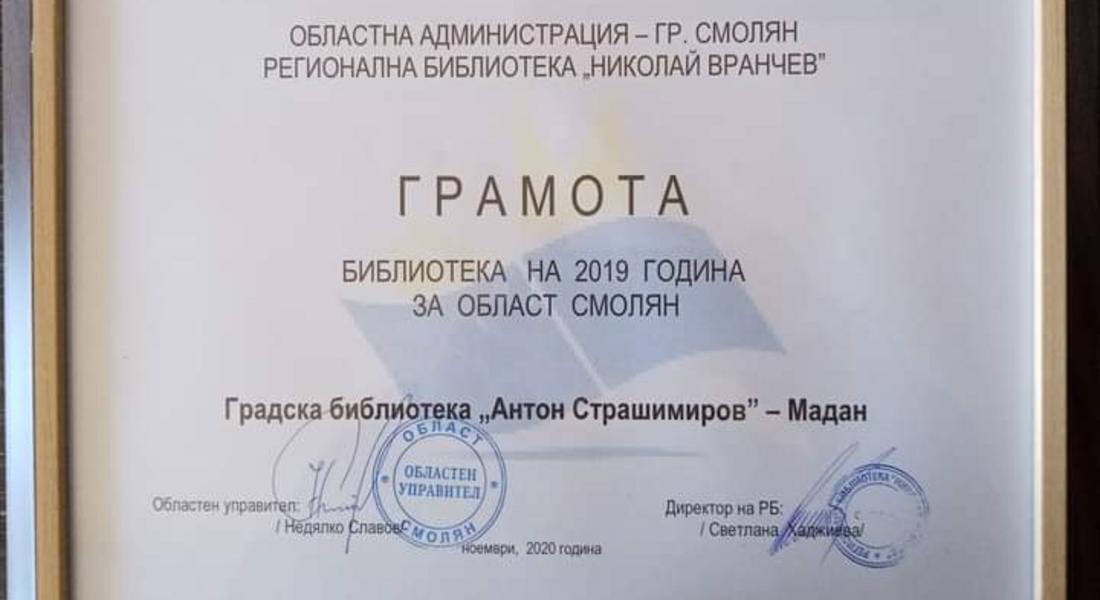 ОБЛАСТНА АДМИНИСТРАЦИЯ – ГР. СМОЛЯН
РЕГИОНАЛНА БИБЛИОТЕКА „НИКОЛАЙ ВРАНЧЕВ”
ГРАМОТА
БИБЛИОТЕКА НА 2019 ГОДИНА
ЗА ОБЛАСТ СМОЛЯН
Градска библиотека „Антон Страшимиров” – Мадан
Областен управител:
/ Недялко Славов/
ОБЛАСТ
ОБЛАСТЕН
УПРАВИТЕЛ
СМОЛЯН
Директор на РБ:
/ Светлана Хаджиева/
БИБЛИОТЕКА
ноември, 2020 година